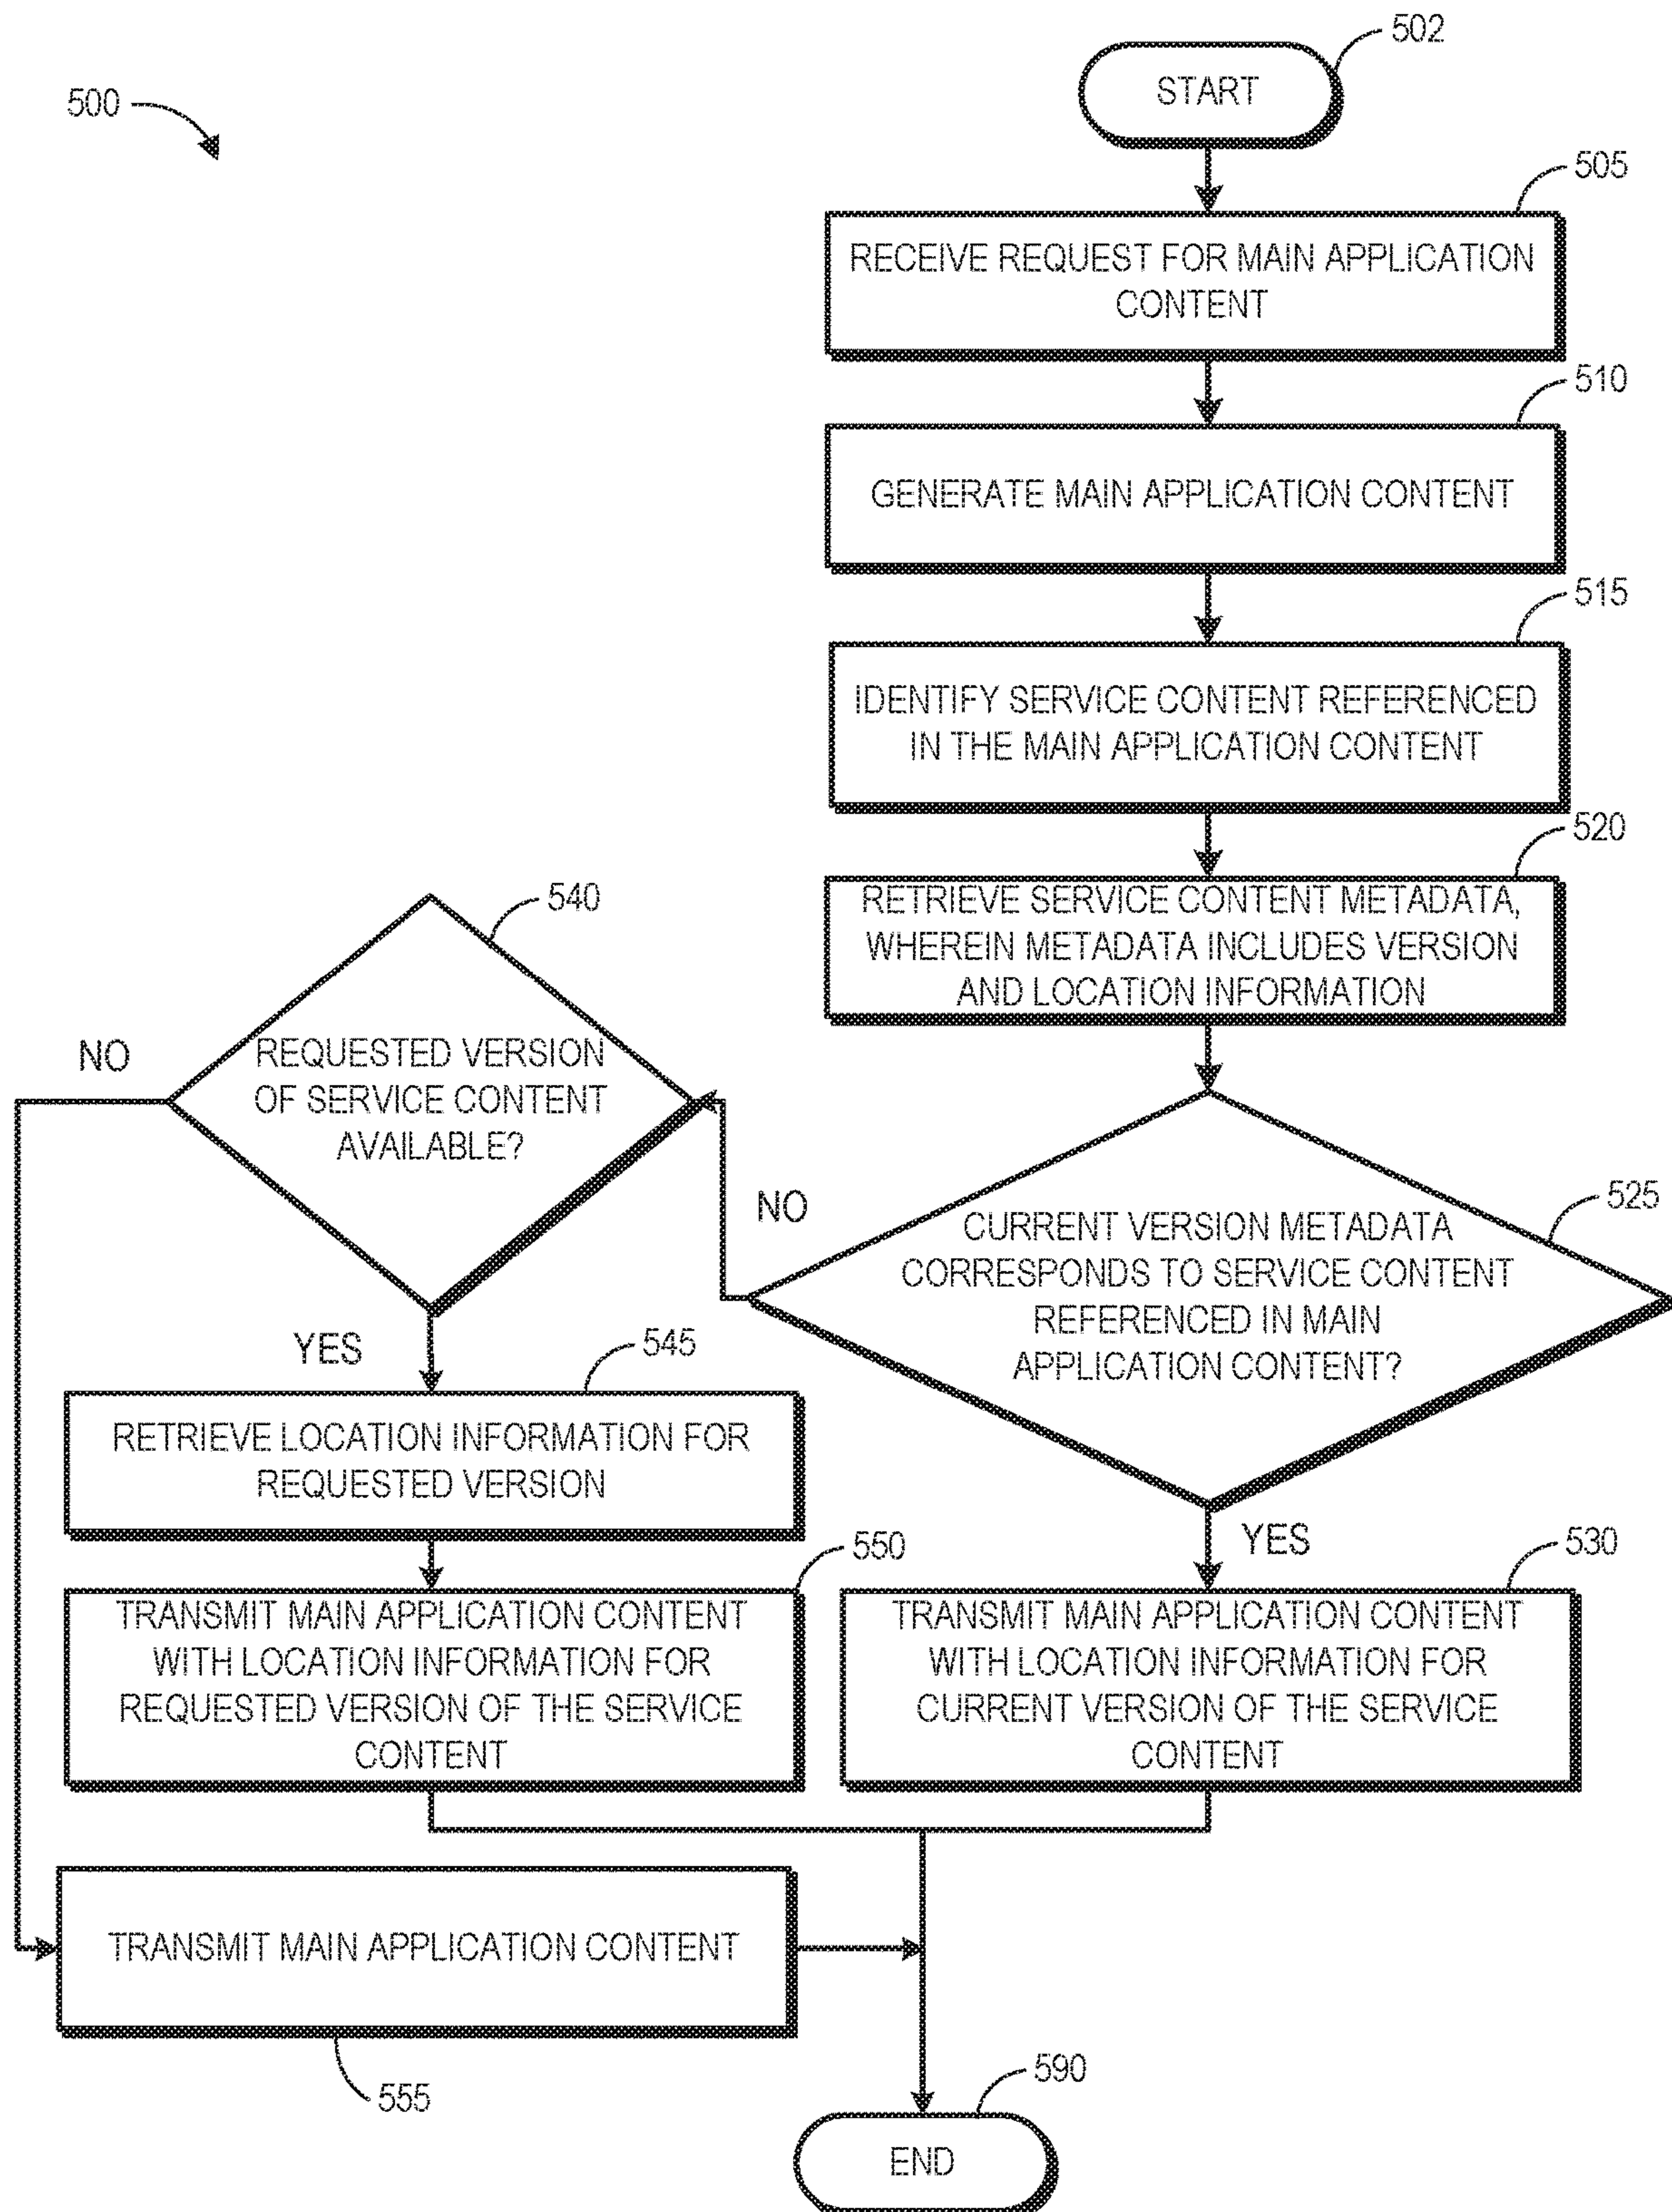 500
502
START
505
RECEIVE REQUEST FOR MAIN APPLICATION
CONTENT
510
GENERATE MAIN APPLICATION CONTENT
515
IDENTIFY SERVICE CONTENT REFERENCED
IN THE MAIN APPLICATION CONTENT
520
RETRIEVE SERVICE CONTENT METADATA,
WHEREIN METADATA INCLUDES VERSION
AND LOCATION INFORMATION
525
CURRENT VERSION METADATA
CORRESPONDS TO SERVICE CONTENT
REFERENCED IN MAIN
APPLICATION CONTENT?
NO
YES
530
TRANSMIT MAIN APPLICATION CONTENT
WITH LOCATION INFORMATION FOR
CURRENT VERSION OF THE SERVICE
CONTENT
540
REQUESTED VERSION
OF SERVICE CONTENT
AVAILABLE?
NO
YES
545
RETRIEVE LOCATION INFORMATION FOR
REQUESTED VERSION
550
TRANSMIT MAIN APPLICATION CONTENT
WITH LOCATION INFORMATION FOR
REQUESTED VERSION OF THE SERVICE
CONTENT
TRANSMIT MAIN APPLICATION CONTENT
555
590
END